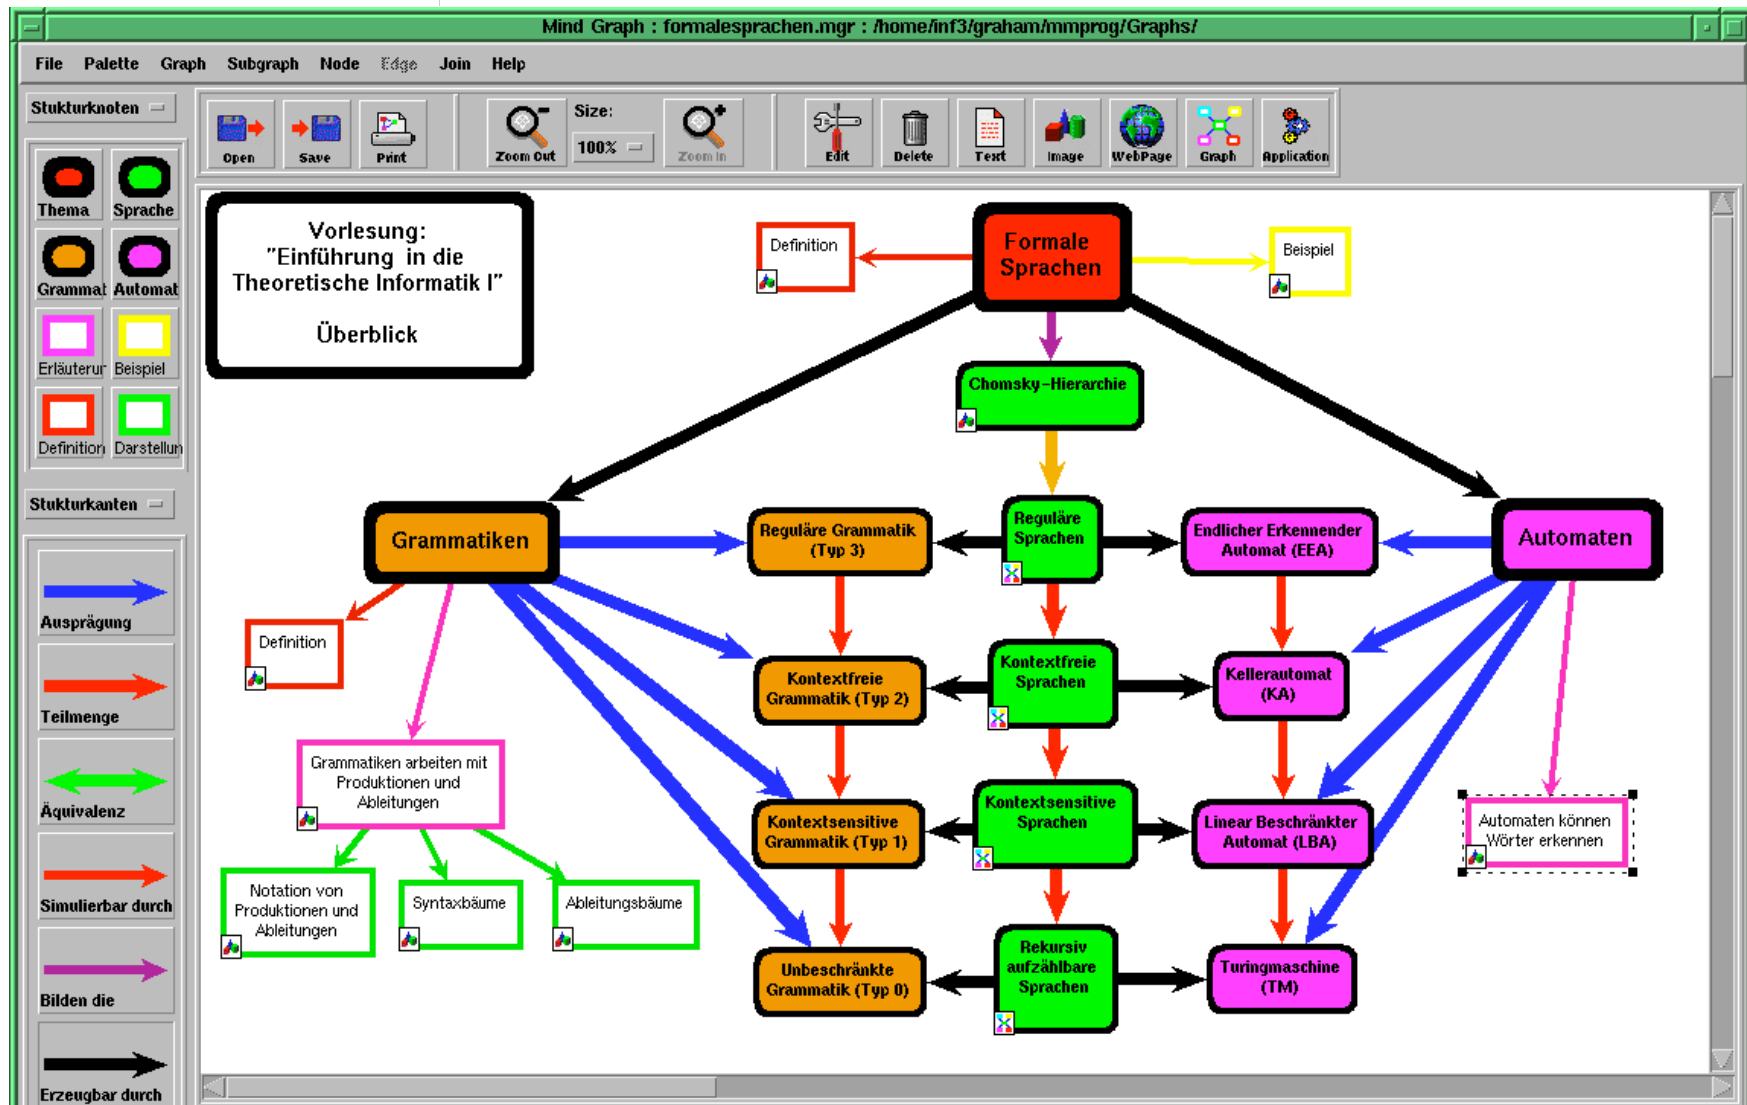 Mind Graph : formalesprachen.mgr : /home/inf3/graham/mmprog/Graphs/
File Palette Graph Subgraph Node Edge Join Help
Stukturknoten
Open
Save
Print
Zoom Out
Size:
100%
Zoom In
Edit
Delete
Text
Image
WebPage
Graph
Application
Thema
Sprache
Grammat
Automat
Erläuterur
Beispiel
Definition
Darstellun
Stukturkanten
Ausprägung
Teilmenge
Äquivalenz
Simulierbar durch
Bilden die
Erzeugbar durch
Vorlesung:
"Einführung in die
Theoretische Informatik I"
Überblick
Definition
Formale
Sprachen
Beispiel
Chomsky-Hierarchie
Grammatiken
Reguläre Grammatik
(Typ 3)
Reguläre
Sprachen
Endlicher Erkennender
Automat (EEA)
Automaten
Definition
Kontextfreie
Grammatik (Typ 2)
Kontextfreie
Sprachen
Kellerautomat
(KA)
Grammatiken arbeiten mit
Produktionen und
Ableitungen
Kontextsensitive
Grammatik (Typ 1)
Kontextsensitive
Sprachen
Linear Beschränkter
Automat (LBA)
Automaten können
Wörter erkennen
Notation von
Produktionen und
Ableitungen
Syntaxbäume
Ableitungsbäume
Unbeschränkte
Grammatik (Typ 0)
Rekursiv
aufzählbare
Sprachen
Turingmaschine
(TM)